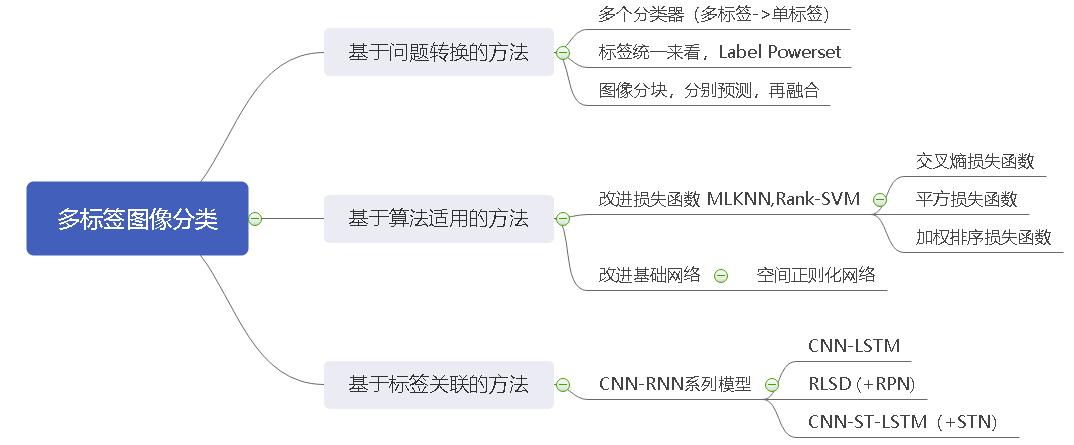 多标签图像分类
基于问题转换的方法
多个分类器（多标签->单标签）
标签统一来看，Label Powerset
图像分块，分别预测，再融合
基于算法适用的方法
改进损失函数 MLKNN,Rank-SVM
交叉熵损失函数
平方损失函数
加权排序损失函数
改进基础网络
空间正则化网络
基于标签关联的方法
CNN-RNN系列模型
CNN-LSTM
RLSD (+RPN)
CNN-ST-LSTM（+STN）